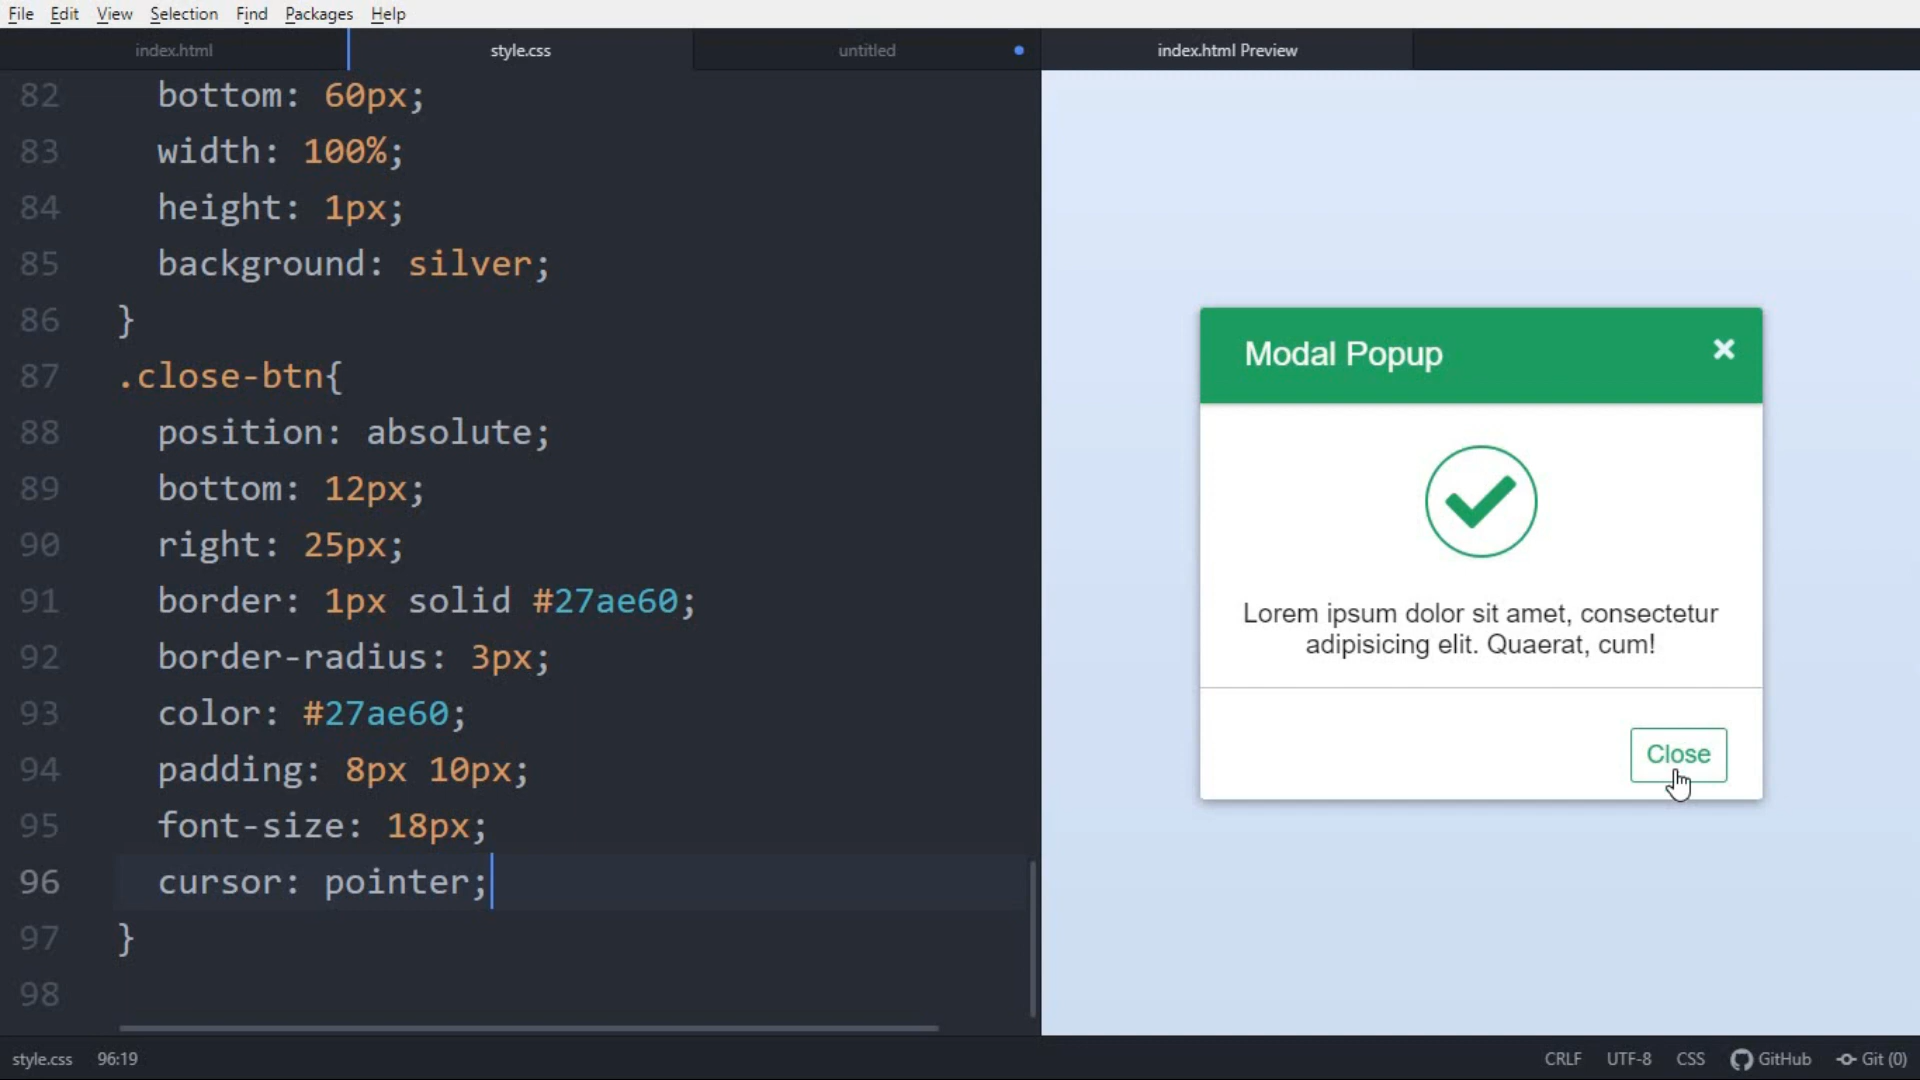 File Edit View Selection Find Packages Help
index.html style.css untitled index.html Preview
82 bottom: 60px;
83 width: 100%;
84 height: 1px;
85 background: silver;
86 }
87 .close-btn{
88 position: absolute;
89 bottom: 12px;
90 right: 25px;
91 border: 1px solid #27ae60;
92 border-radius: 3px;
93 color: #27ae60;
94 padding: 8px 10px;
95 font-size: 18px;
96 cursor: pointer;
97 }
98
Modal Popup
Lorem ipsum dolor sit amet, consectetur
adipisicing elit. Quaerat, cum!
Close
style.css 96:19 CRLF UTF-8 CSS GitHub Git (0)